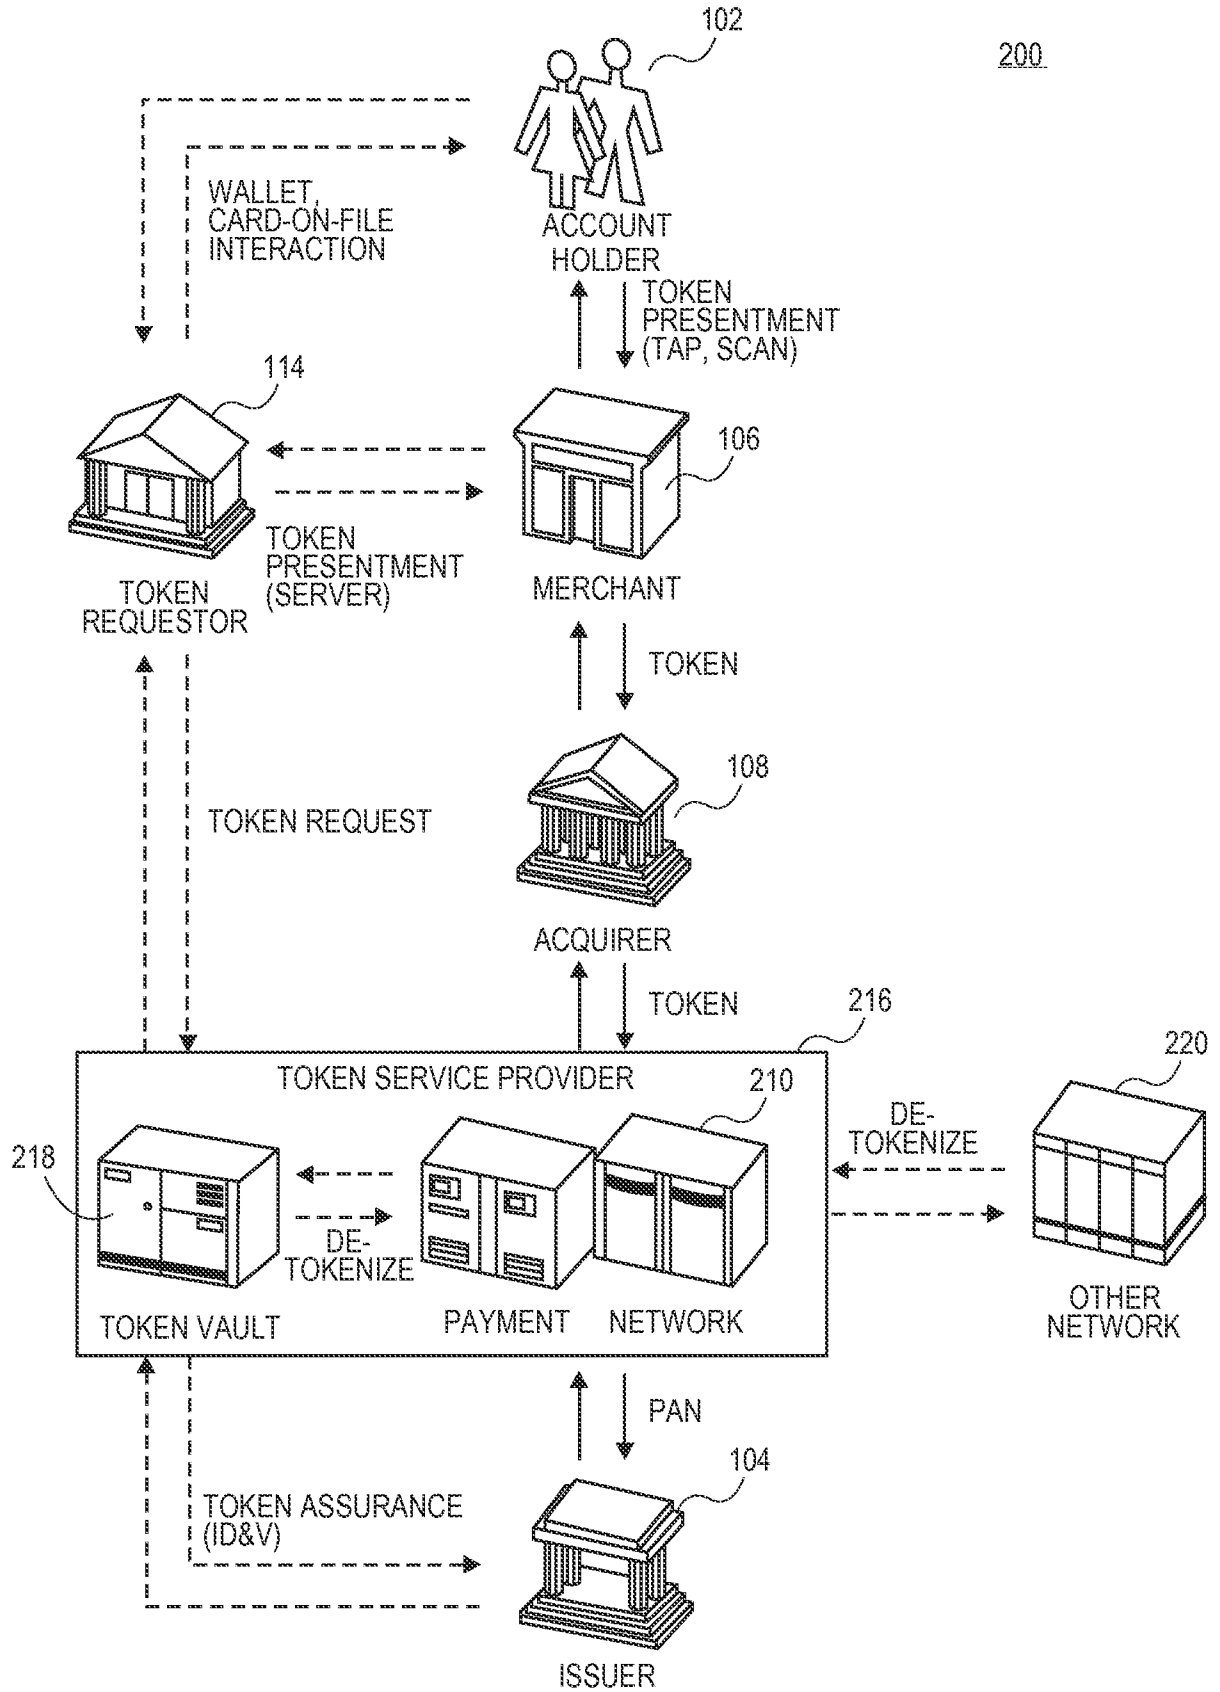 102
200
WALLET,
CARD-ON-FILE
INTERACTION
ACCOUNT
HOLDER
TOKEN
PRESENTMENT
(TAP, SCAN)
114
106
TOKEN
PRESENTMENT
(SERVER)
TOKEN
REQUESTOR
MERCHANT
TOKEN
108
TOKEN REQUEST
ACQUIRER
TOKEN
216
220
TOKEN SERVICE PROVIDER
210
DE-
TOKENIZE
218
DE-
TOKENIZE
TOKEN VAULT
PAYMENT
NETWORK
OTHER
NETWORK
PAN
104
TOKEN ASSURANCE
(ID&V)
ISSUER